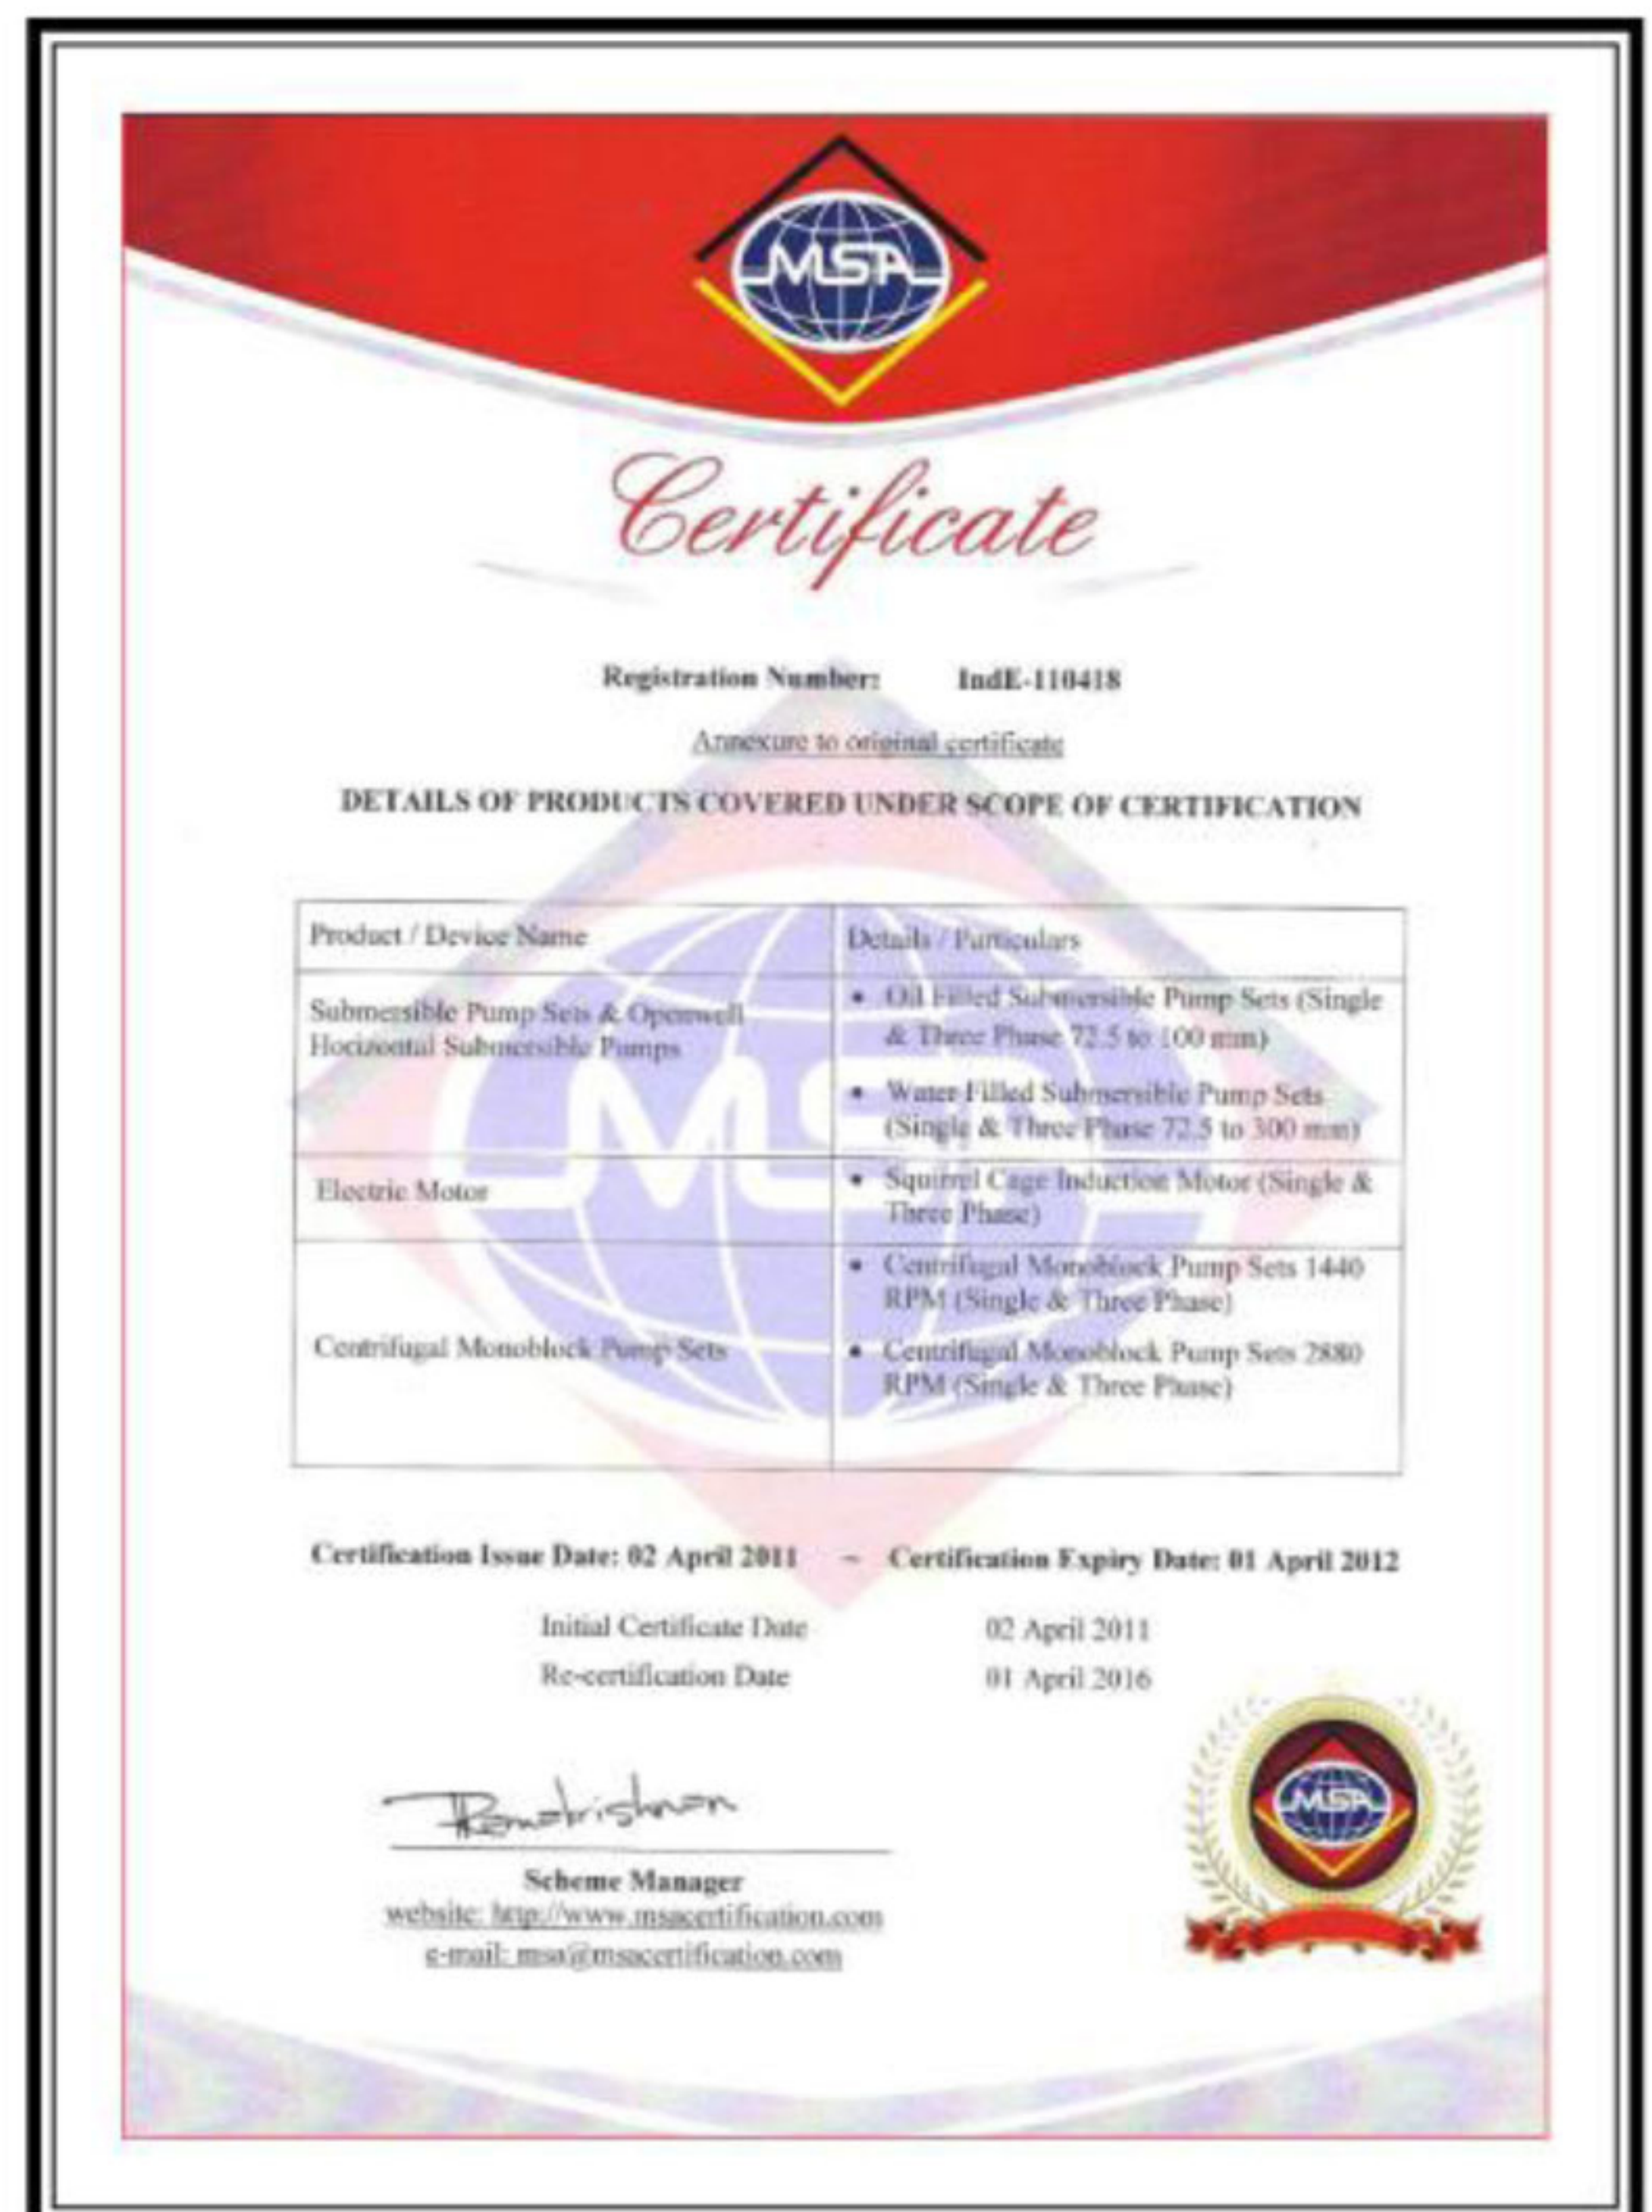 MSA
Certificate
Registration Number: IndE-110418
Annexure to original certificate
DETAILS OF PRODUCTS COVERED UNDER SCOPE OF CERTIFICATION
Product / Device Name
Details / Particulars
Submersible Pump Sets & Openwell
Horizontal Submersible Pumps
• Oil Filled Submersible Pump Sets (Single
& Three Phase 72.5 to 100 mm)
• Water Filled Submersible Pump Sets
(Single & Three Phase 72.5 to 300 mm)
Electric Motor
• Squirrel Cage Induction Motor (Single &
Three Phase)
Centrifugal Monoblock Pump Sets
• Centrifugal Monoblock Pump Sets 1440
RPM (Single & Three Phase)
• Centrifugal Monoblock Pump Sets 2880
RPM (Single & Three Phase)
MSA
Certification Issue Date: 02 April 2011 – Certification Expiry Date: 01 April 2012
Initial Certificate Date 02 April 2011
Re-certification Date 01 April 2016
Ramakrishnan
Scheme Manager
website: http://www.msacertification.com
e-mail: msa@msacertification.com
MSA